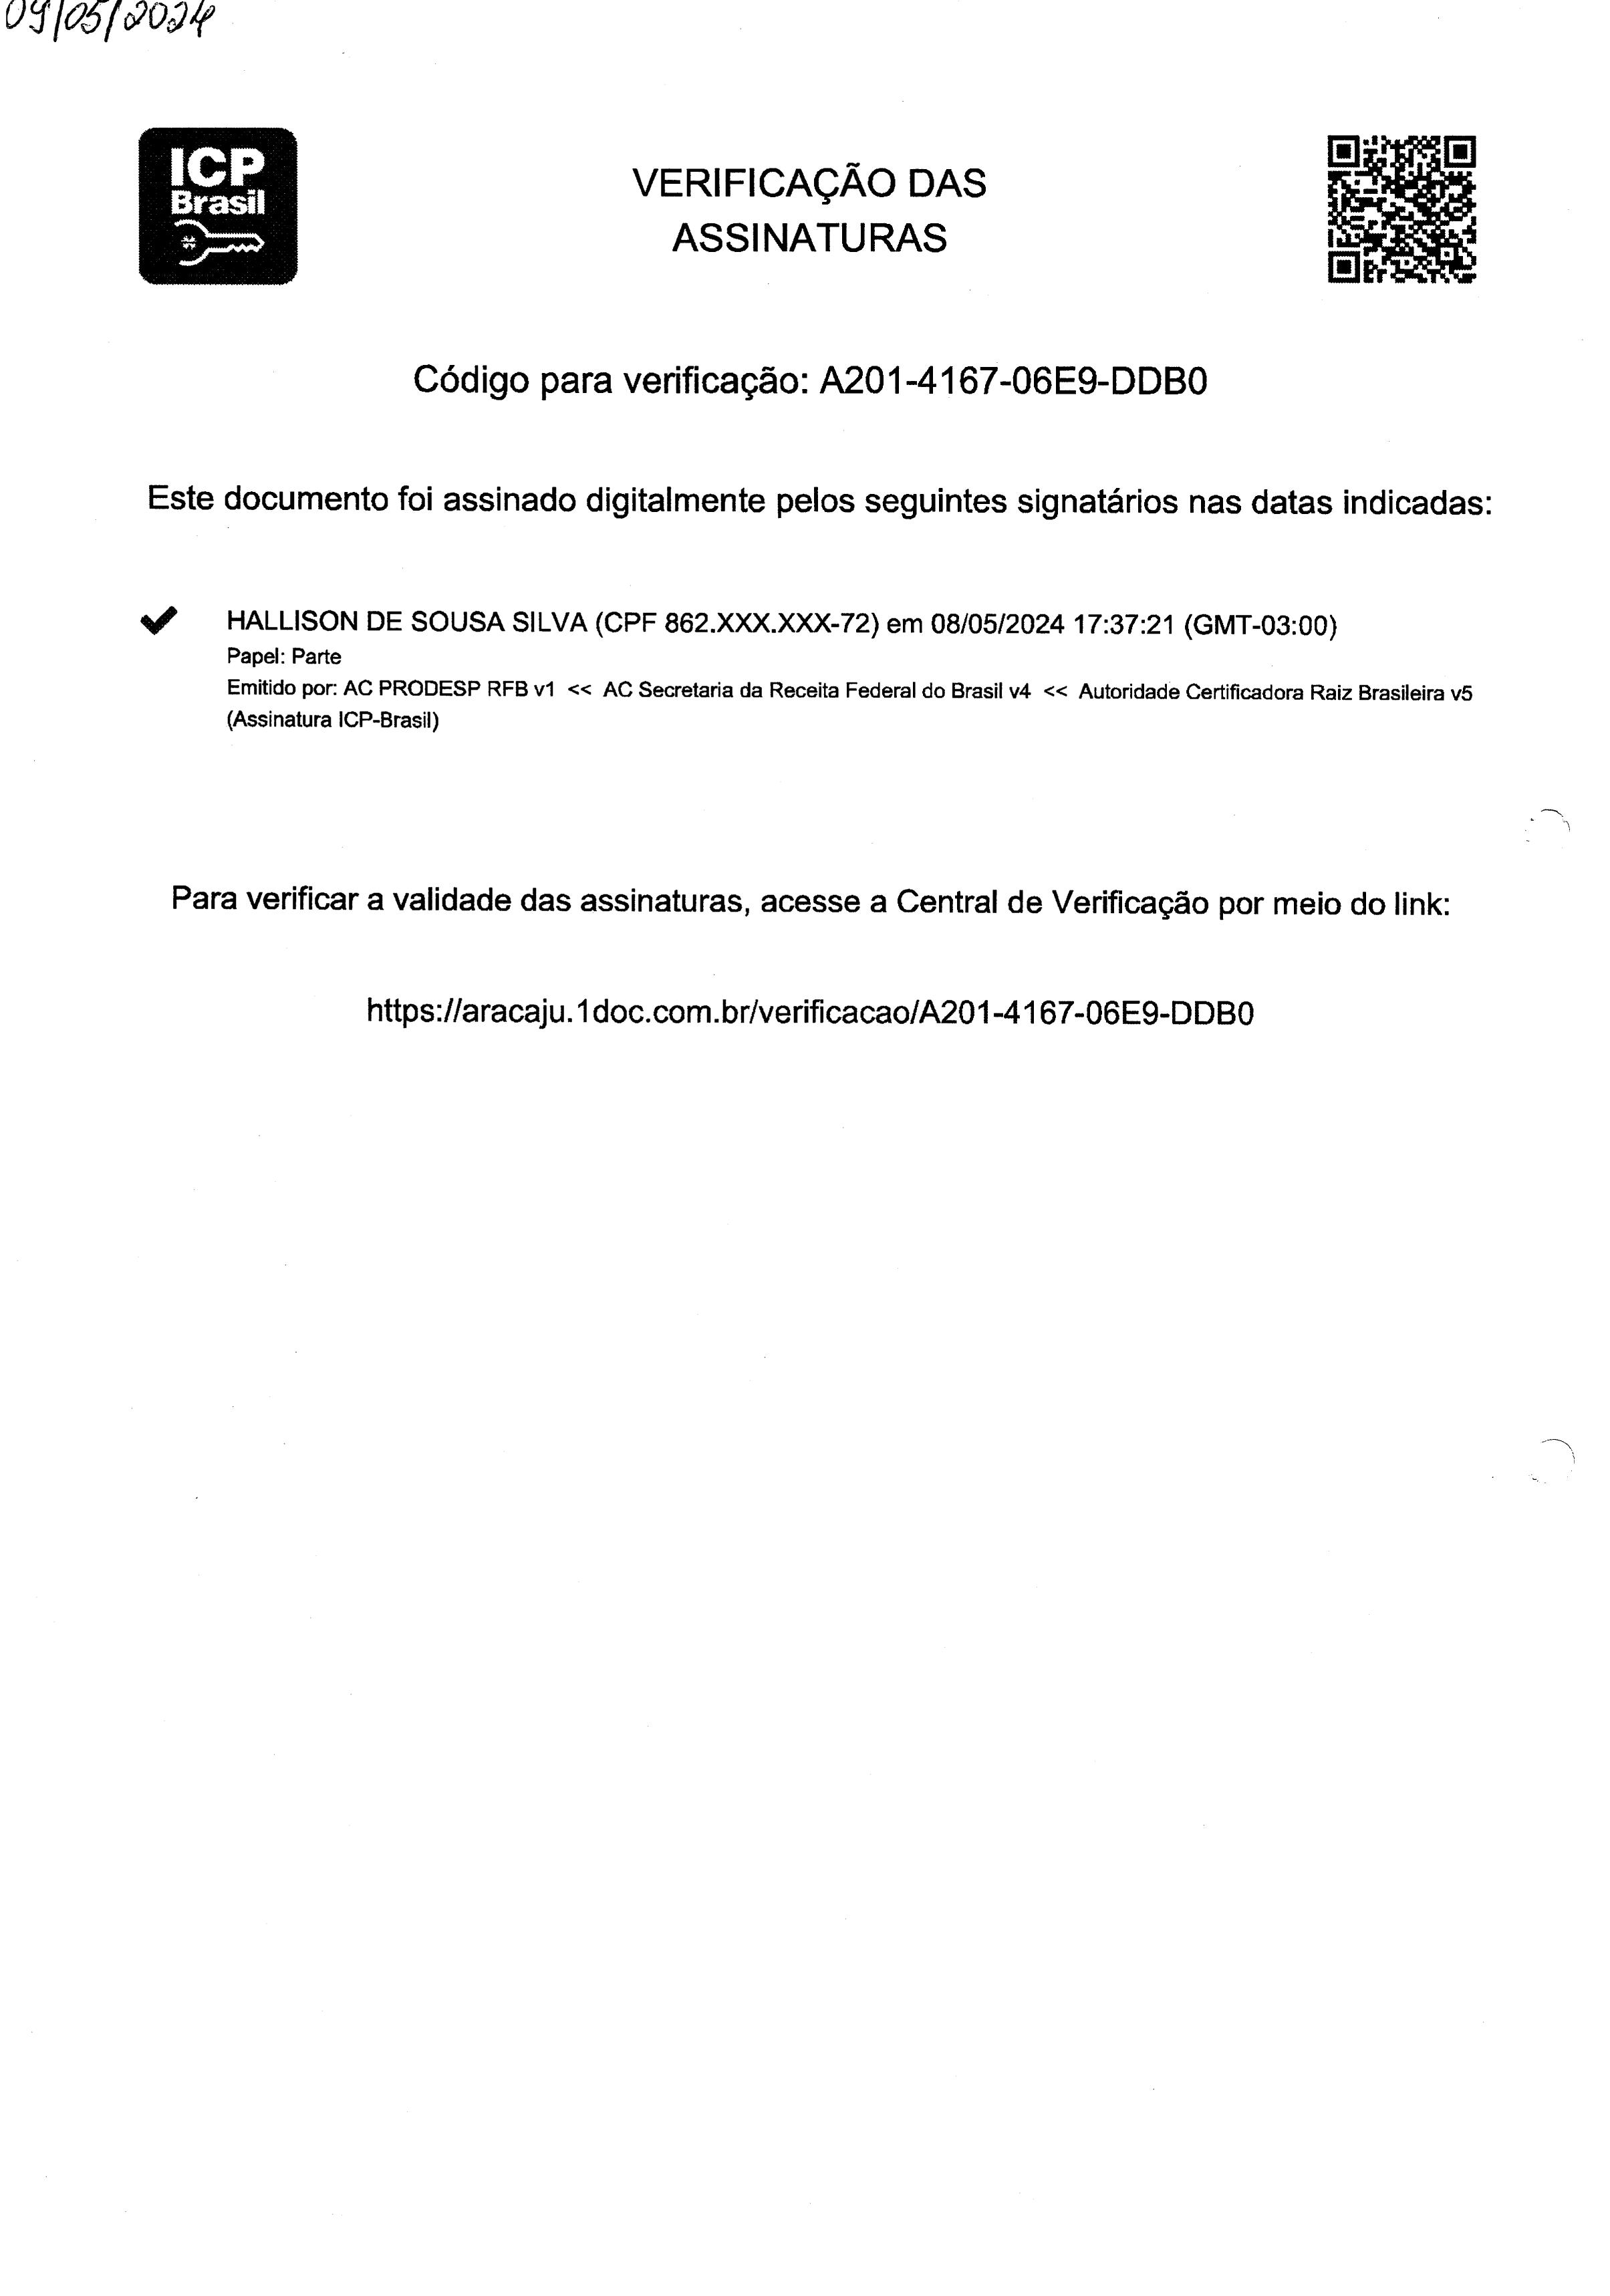 09/05/2024
ICP
Brasil
VERIFICAÇÃO DAS
ASSINATURAS
Código para verificação: A201-4167-06E9-DDB0
Este documento foi assinado digitalmente pelos seguintes signatários nas datas indicadas:
HALLISON DE SOUSA SILVA (CPF 862.XXX.XXX-72) em 08/05/2024 17:37:21 (GMT-03:00)
Papel: Parte
Emitido por: AC PRODESP RFB v1 << AC Secretaria da Receita Federal do Brasil v4 << Autoridade Certificadora Raiz Brasileira v5
(Assinatura ICP-Brasil)
Para verificar a validade das assinaturas, acesse a Central de Verificação por meio do link:
https://aracaju.1doc.com.br/verificacao/A201-4167-06E9-DDB0